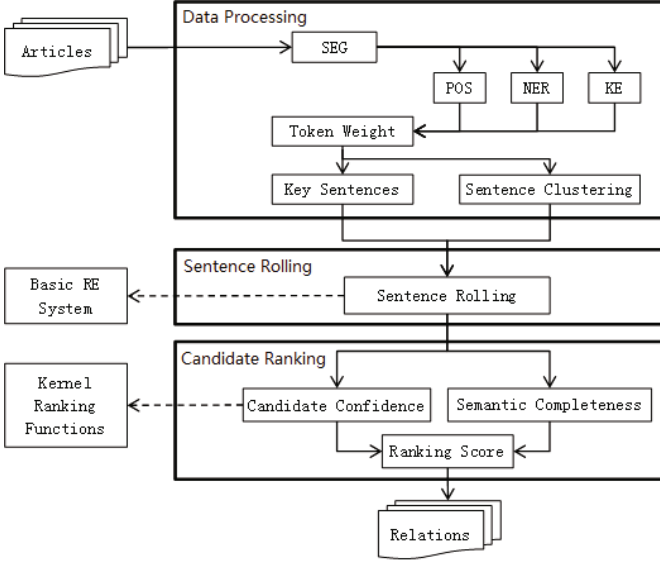 Data Processing
Articles
SEG
POS
NER
KE
Token Weight
Key Sentences
Sentence Clustering
Sentence Rolling
Basic RE
System
Sentence Rolling
Candidate Ranking
Kernel
Ranking
Functions
Candidate Confidence
Semantic Completeness
Ranking Score
Relations